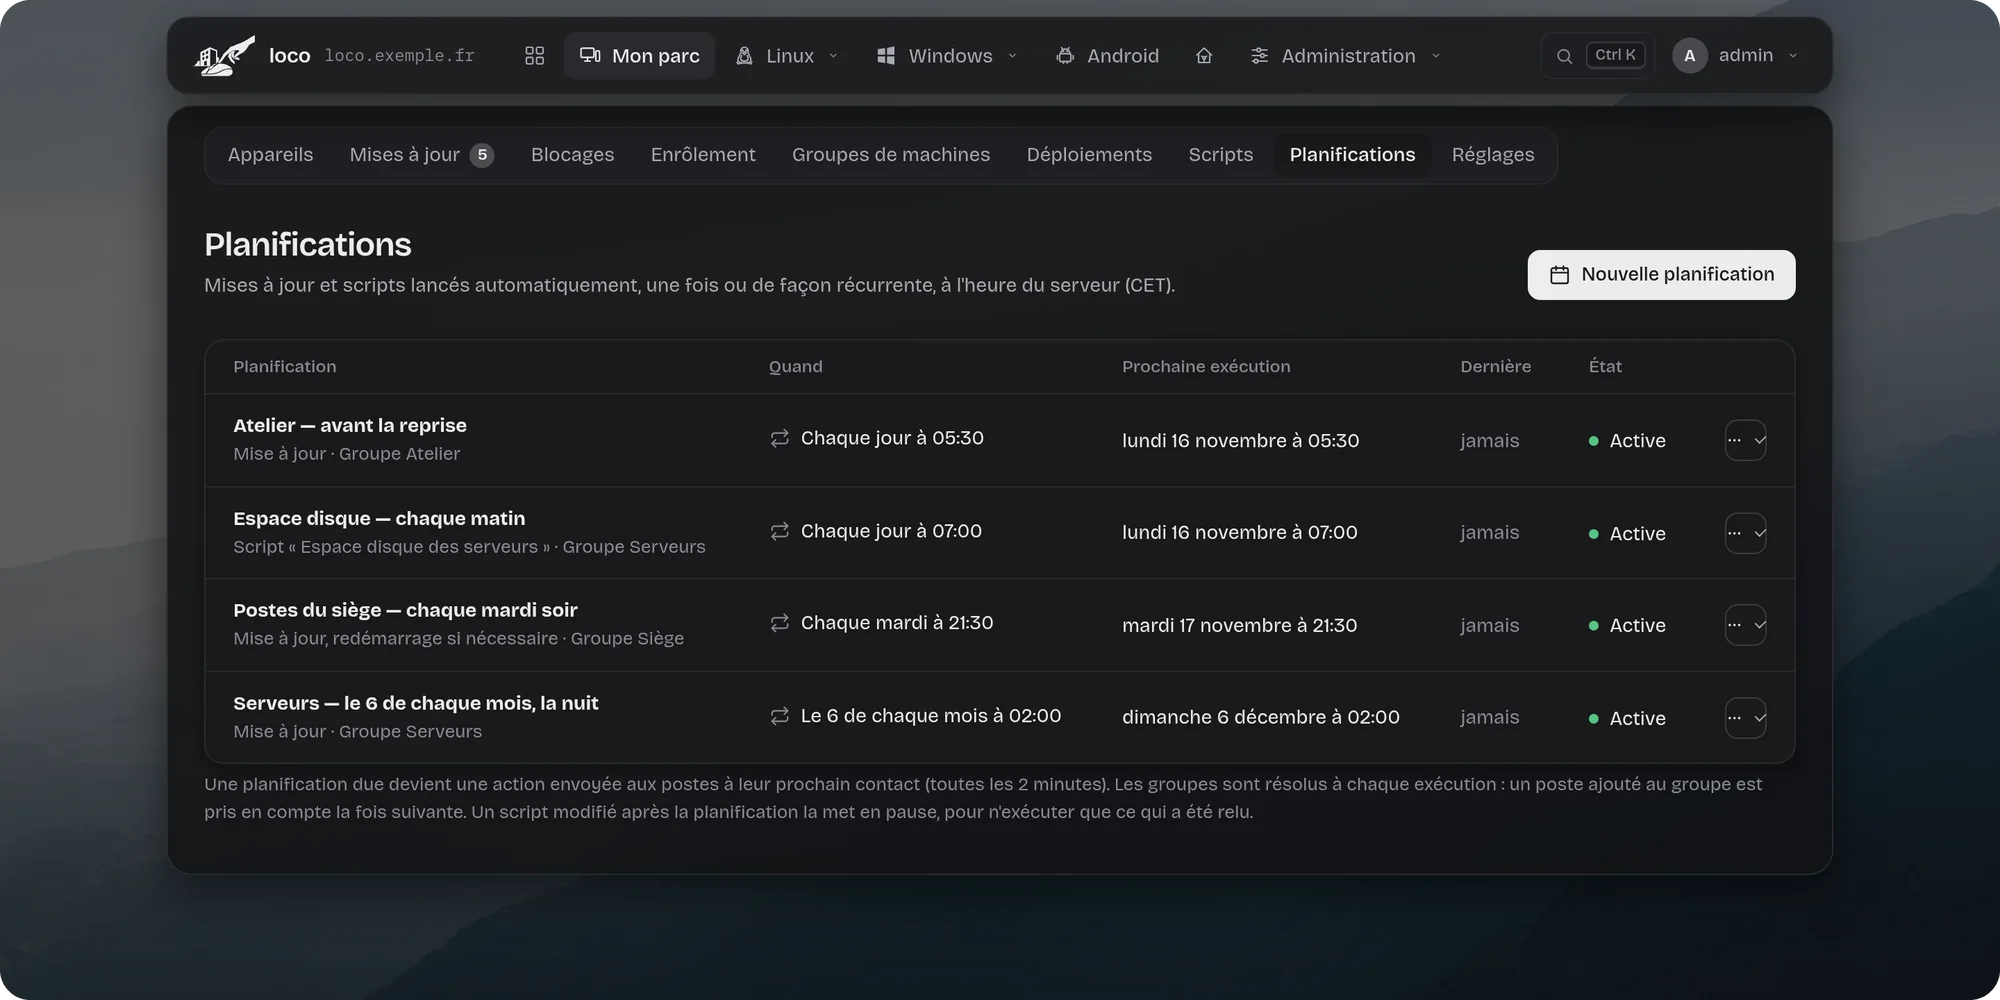 loco loco.exemple.fr Mon parc Linux Windows Android Administration Ctrl K A admin
Appareils Mises à jour 5 Blocages Enrôlement Groupes de machines Déploiements Scripts Planifications Réglages
Planifications
Mises à jour et scripts lancés automatiquement, une fois ou de façon récurrente, à l'heure du serveur (CET).
Nouvelle planification
Planification Quand Prochaine exécution Dernière État
Atelier — avant la reprise
Mise à jour · Groupe Atelier
Chaque jour à 05:30 lundi 16 novembre à 05:30 jamais Active
Espace disque — chaque matin
Script « Espace disque des serveurs » · Groupe Serveurs
Chaque jour à 07:00 lundi 16 novembre à 07:00 jamais Active
Postes du siège — chaque mardi soir
Mise à jour, redémarrage si nécessaire · Groupe Siège
Chaque mardi à 21:30 mardi 17 novembre à 21:30 jamais Active
Serveurs — le 6 de chaque mois, la nuit
Mise à jour · Groupe Serveurs
Le 6 de chaque mois à 02:00 dimanche 6 décembre à 02:00 jamais Active
Une planification due devient une action envoyée aux postes à leur prochain contact (toutes les 2 minutes). Les groupes sont résolus à chaque exécution : un poste ajouté au groupe est
pris en compte la fois suivante. Un script modifié après la planification la met en pause, pour n'exécuter que ce qui a été relu.